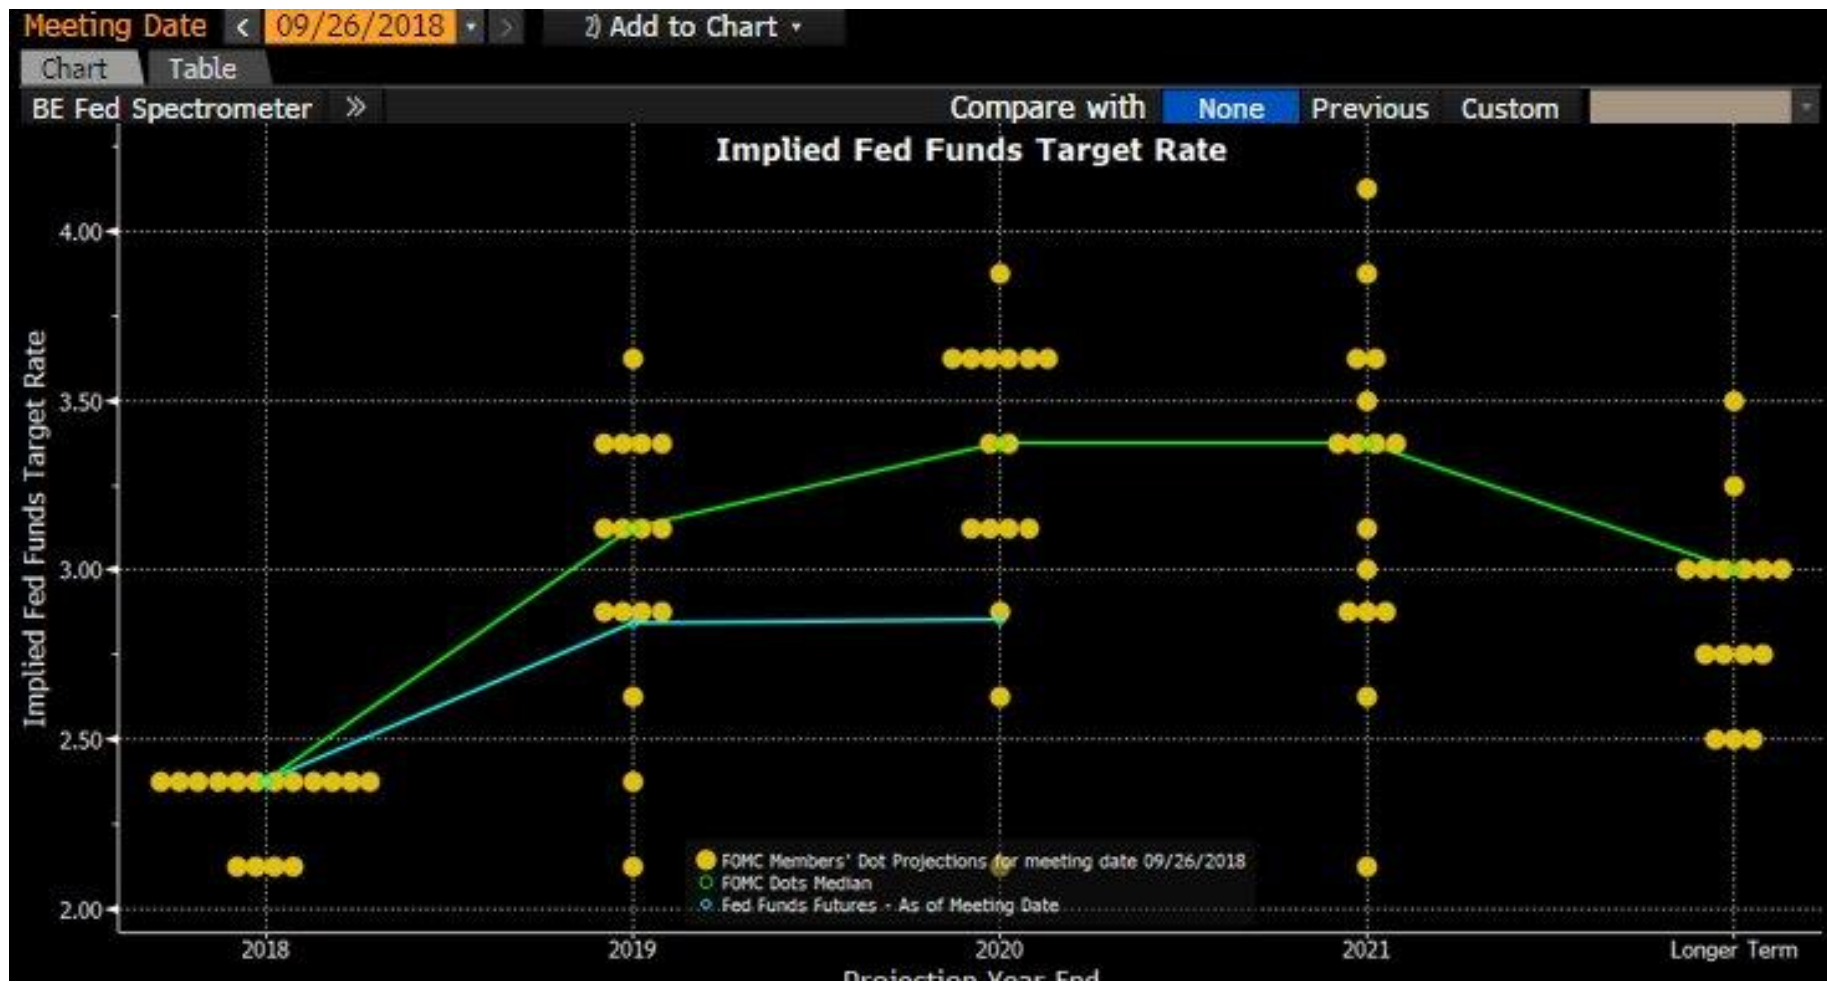 Meeting Date < 09/26/2018 > 2) Add to Chart
Chart Table
BE Fed Spectrometer » Compare with None Previous Custom
Implied Fed Funds Target Rate
Implied Fed Funds Target Rate
4.00
3.50
3.00
2.50
2.00
FOMC Members' Dot Projections for meeting date 09/26/2018
FOMC Dots Median
Fed Funds Futures - As of Meeting Date
2018 2019 2020 2021 Longer Term
Projection Year End